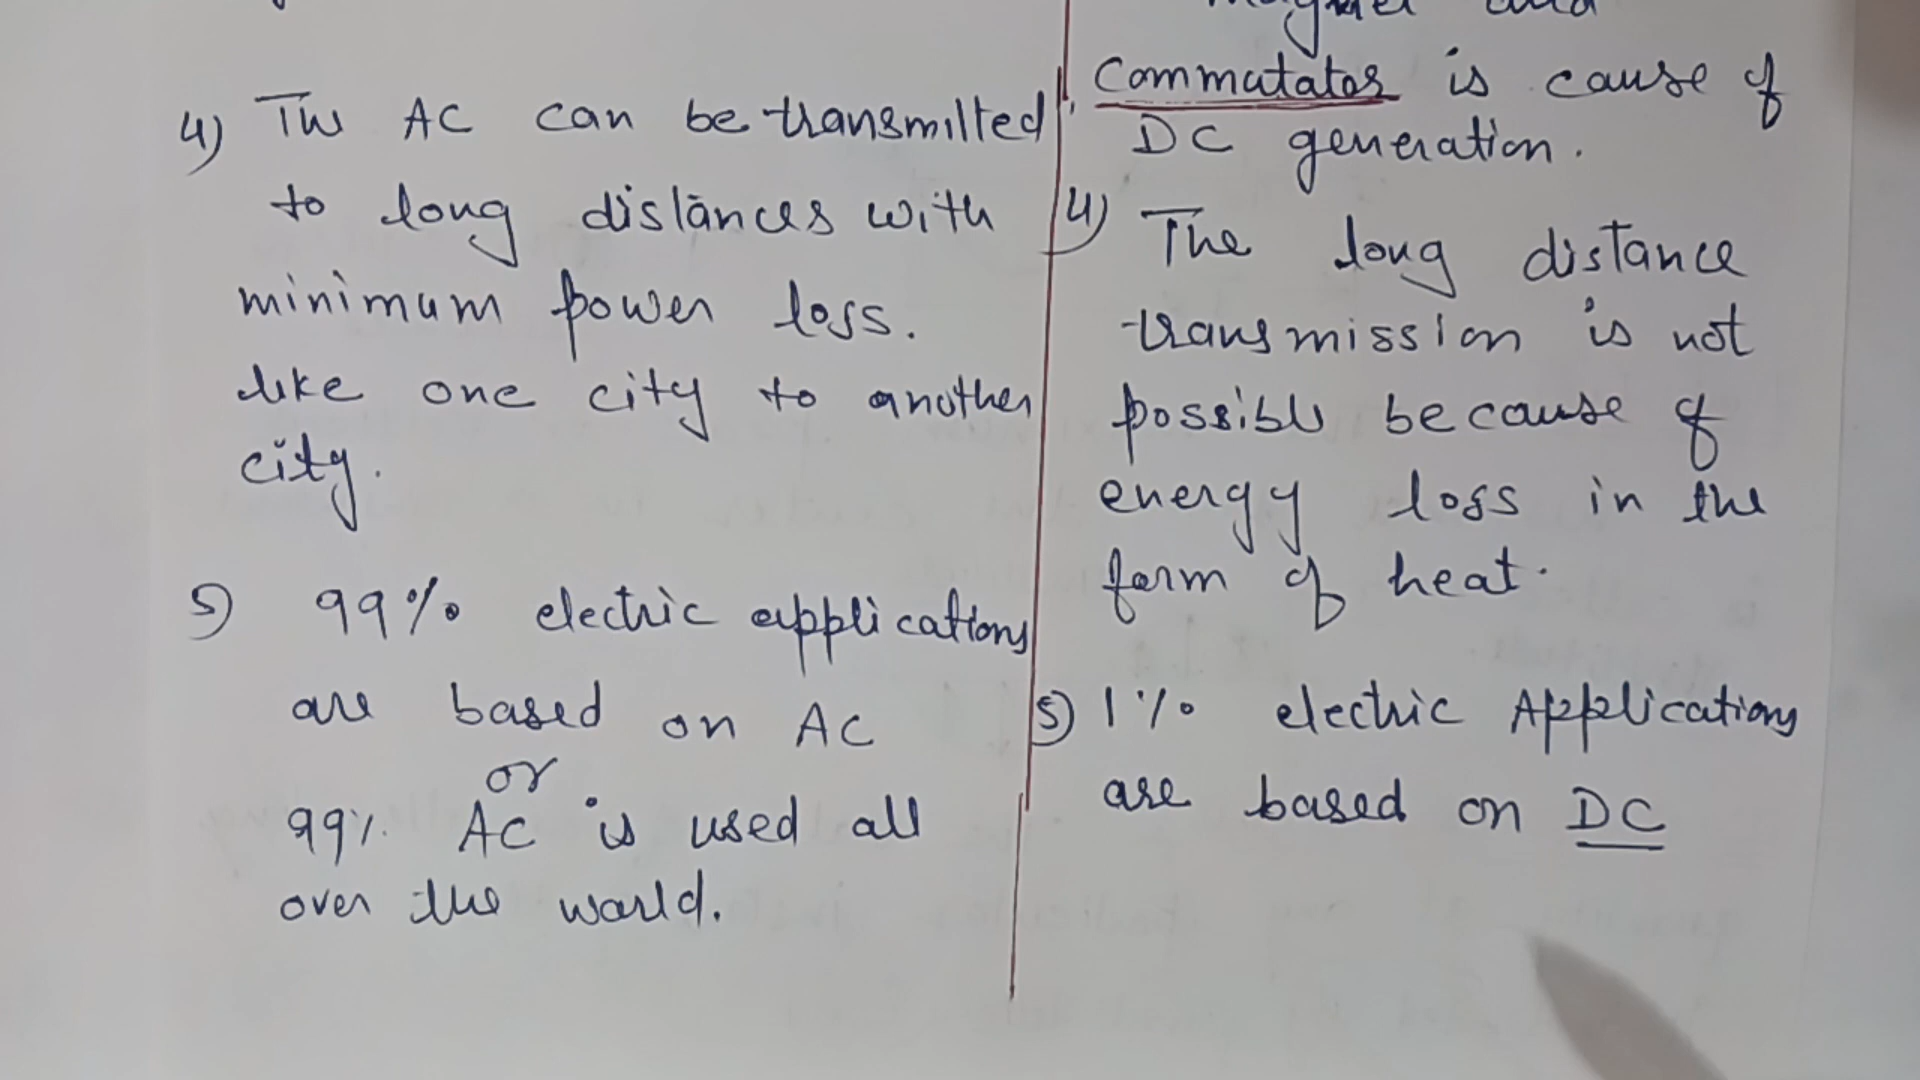 4) The AC can be transmitted
to long distances with
minimum power loss.
like one city to another
city.
5) 99% electric applications
are based on AC
or
99% AC is used all
over the world.
magnet and
Commutator is cause of
DC generation.
4) The long distance
transmission is not
possible because of
energy loss in the
form of heat.
5) 1% electric Applications
are based on DC